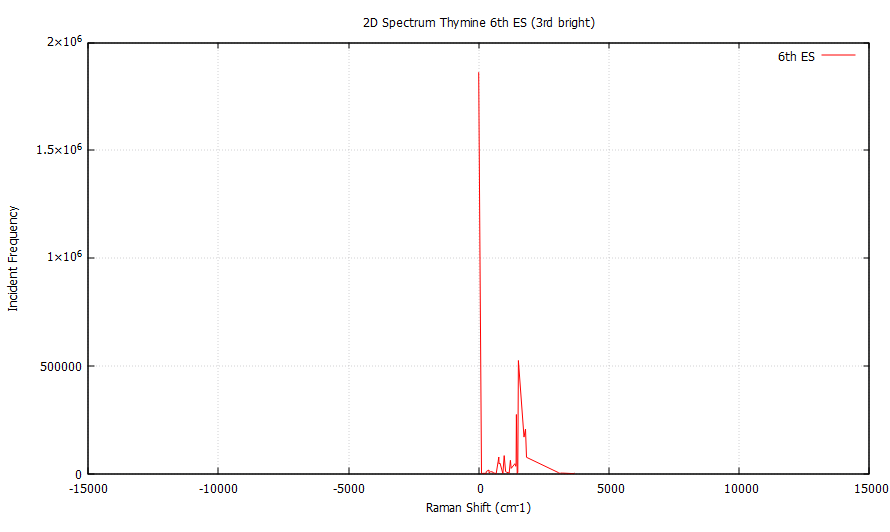 2D Spectrum Thymine 6th ES (3rd bright)
2×10⁶
6th ES
1.5×10⁶
1×10⁶
500000
0
Incident Frequency
-15000 -10000 -5000 0 5000 10000 15000
Raman Shift (cm-1)